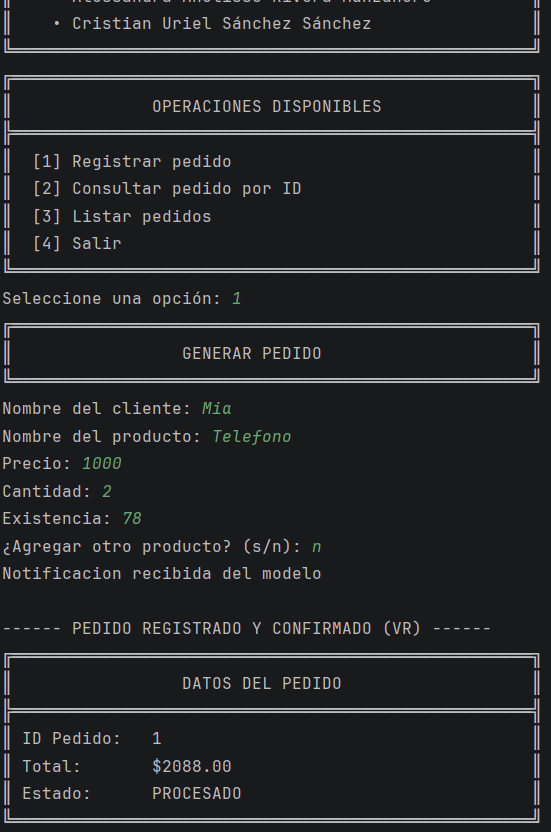 • Cristian Uriel Sánchez Sánchez
OPERACIONES DISPONIBLES
[1] Registrar pedido
[2] Consultar pedido por ID
[3] Listar pedidos
[4] Salir
Seleccione una opción: 1
GENERAR PEDIDO
Nombre del cliente: Mia
Nombre del producto: Telefono
Precio: 1000
Cantidad: 2
Existencia: 78
¿Agregar otro producto? (s/n): n
Notificacion recibida del modelo
------ PEDIDO REGISTRADO Y CONFIRMADO (VR) ------
DATOS DEL PEDIDO
ID Pedido: 1
Total: $2088.00
Estado: PROCESADO